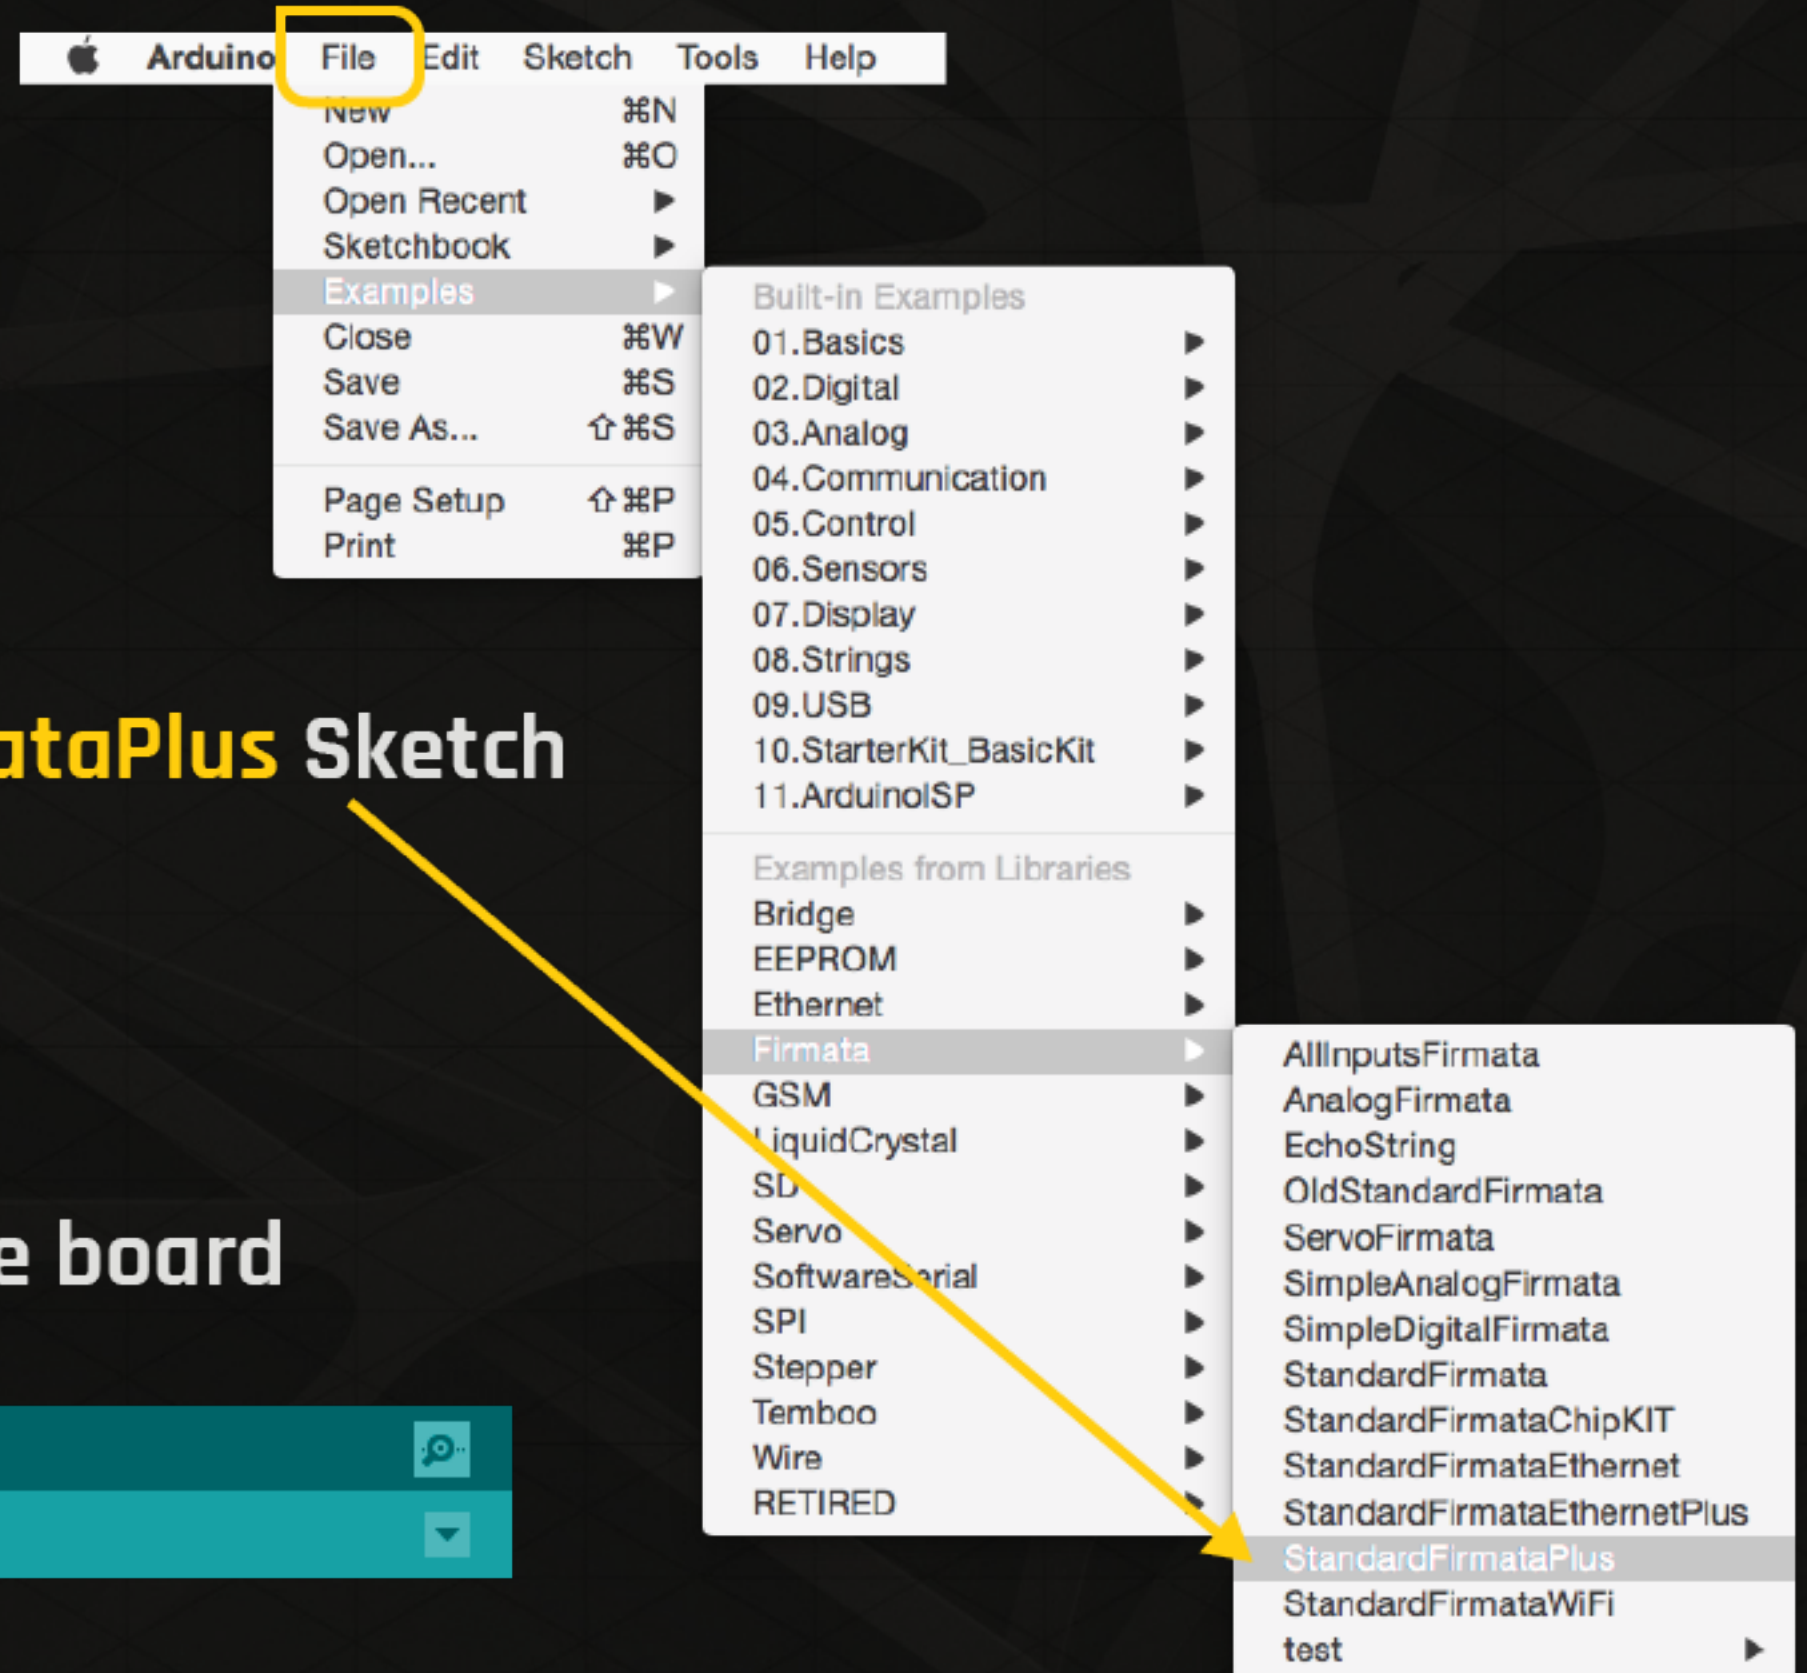 Arduino File Edit Sketch Tools Help
New ⌘N
Open... ⌘O
Open Recent
Sketchbook
Examples
Close ⌘W
Save ⌘S
Save As... ⇧⌘S
Page Setup ⇧⌘P
Print ⌘P
Built-in Examples
01.Basics
02.Digital
03.Analog
04.Communication
05.Control
06.Sensors
07.Display
08.Strings
09.USB
10.StarterKit_BasicKit
11.ArduinoISP
Examples from Libraries
Bridge
EEPROM
Ethernet
Firmata
GSM
LiquidCrystal
SD
Servo
SoftwareSerial
SPI
Stepper
Temboo
Wire
RETIRED
AllInputsFirmata
AnalogFirmata
EchoString
OldStandardFirmata
ServoFirmata
SimpleAnalogFirmata
SimpleDigitalFirmata
StandardFirmata
StandardFirmataChipKIT
StandardFirmataEthernet
StandardFirmataEthernetPlus
StandardFirmataPlus
StandardFirmataWiFi
test
ataPlus Sketch
e board